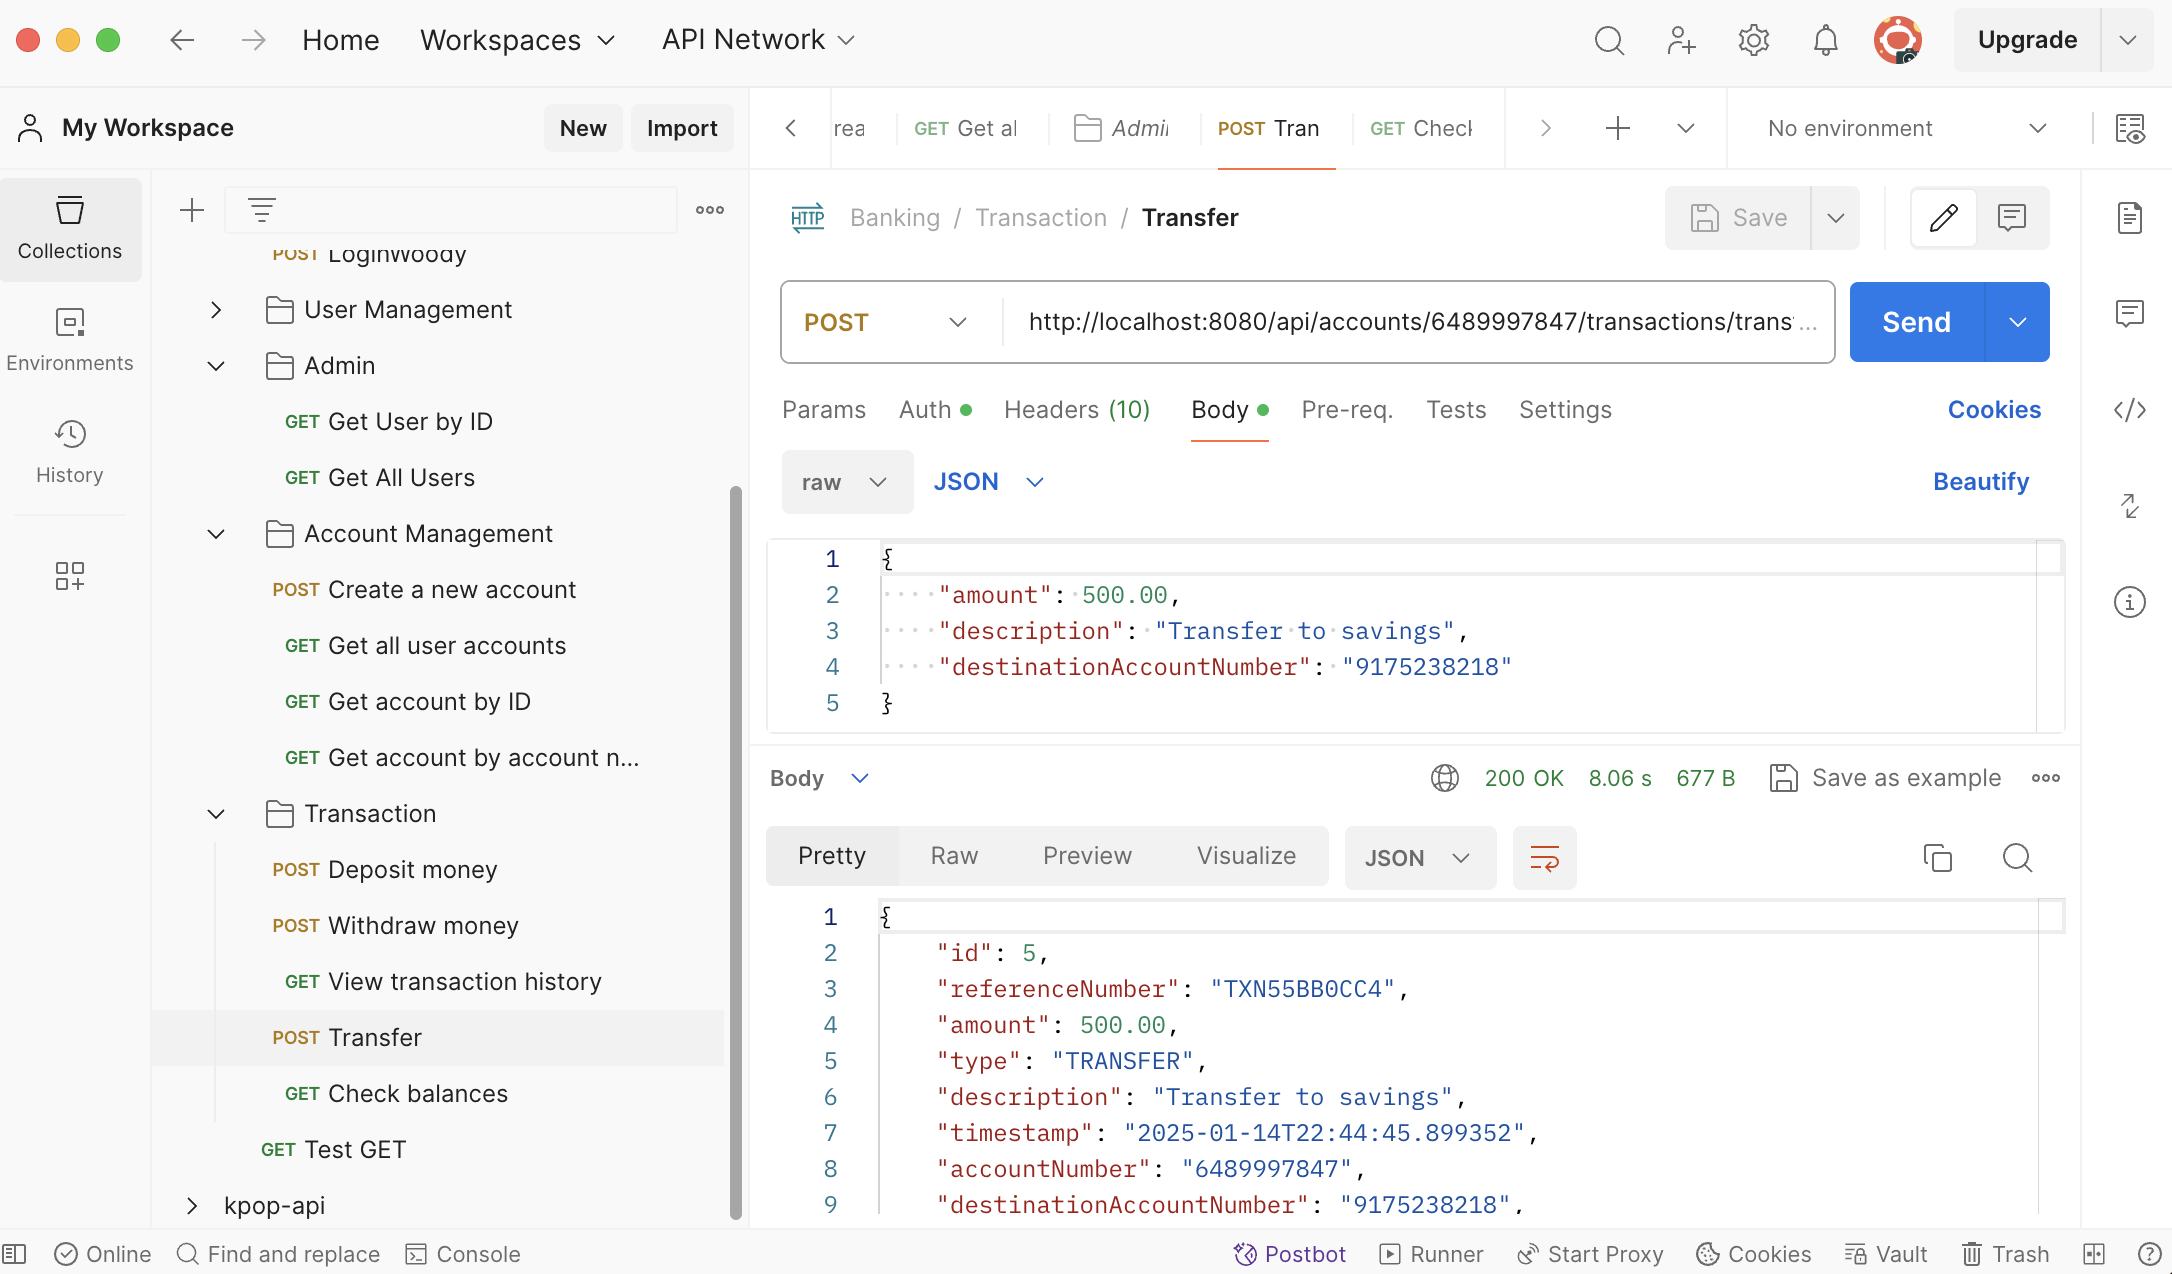 Home
Workspaces
API Network
Upgrade
My Workspace
New
Import
rea
GET Get al
Admi
POST Tran
GET Check
No environment
Collections
Environments
History
POST LoginWoody
User Management
Admin
GET Get User by ID
GET Get All Users
Account Management
POST Create a new account
GET Get all user accounts
GET Get account by ID
GET Get account by account n...
Transaction
POST Deposit money
POST Withdraw money
GET View transaction history
POST Transfer
GET Check balances
GET Test GET
kpop-api
HTTP Banking / Transaction / Transfer
Save
POST
http://localhost:8080/api/accounts/6489997847/transactions/trans...
Send
Params Auth Headers (10) Body Pre-req. Tests Settings
Cookies
raw
JSON
Beautify
1 {
2 "amount": 500.00,
3 "description": "Transfer to savings",
4 "destinationAccountNumber": "9175238218"
5 }
Body
200 OK 8.06 s 677 B
Save as example
Pretty Raw Preview Visualize
JSON
1 {
2 "id": 5,
3 "referenceNumber": "TXN55BB0CC4",
4 "amount": 500.00,
5 "type": "TRANSFER",
6 "description": "Transfer to savings",
7 "timestamp": "2025-01-14T22:44:45.899352",
8 "accountNumber": "6489997847",
9 "destinationAccountNumber": "9175238218",
Online
Find and replace
Console
Postbot
Runner
Start Proxy
Cookies
Vault
Trash